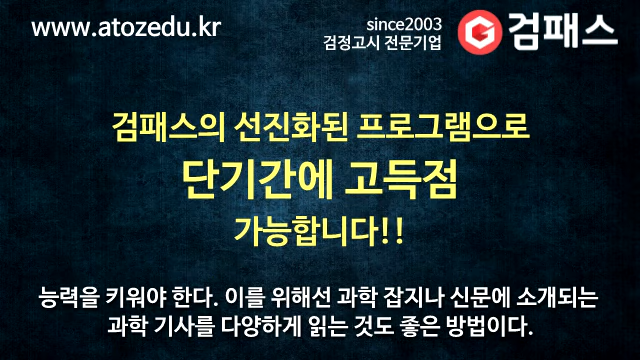 www.atozedu.kr
since2003
검정고시 전문기업
검패스
검패스의 선진화된 프로그램으로
단기간에 고득점
가능합니다!!
능력을 키워야 한다. 이를 위해선 과학 잡지나 신문에 소개되는
과학 기사를 다양하게 읽는 것도 좋은 방법이다.